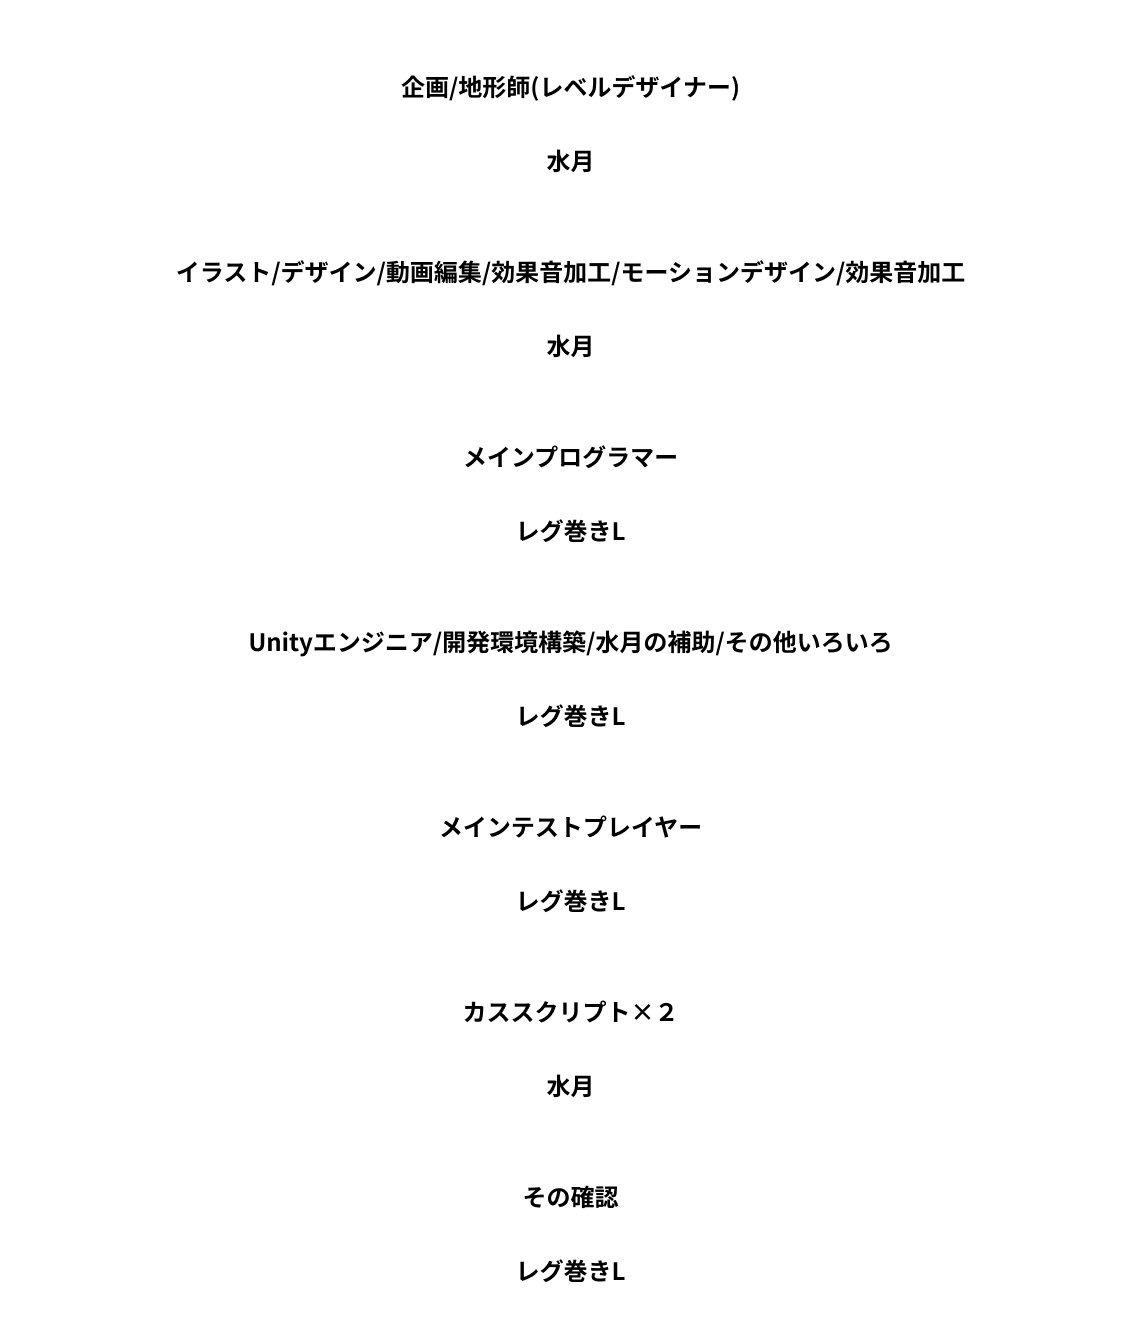 企画/地形師(レベルデザイナー)
水月
イラスト/デザイン/動画編集/効果音加工/モーションデザイン/効果音加工
水月
メインプログラマー
レグ巻きL
Unityエンジニア/開発環境構築/水月の補助/その他いろいろ
レグ巻きL
メインテストプレイヤー
レグ巻きL
カススクリプト×２
水月
その確認
レグ巻きL